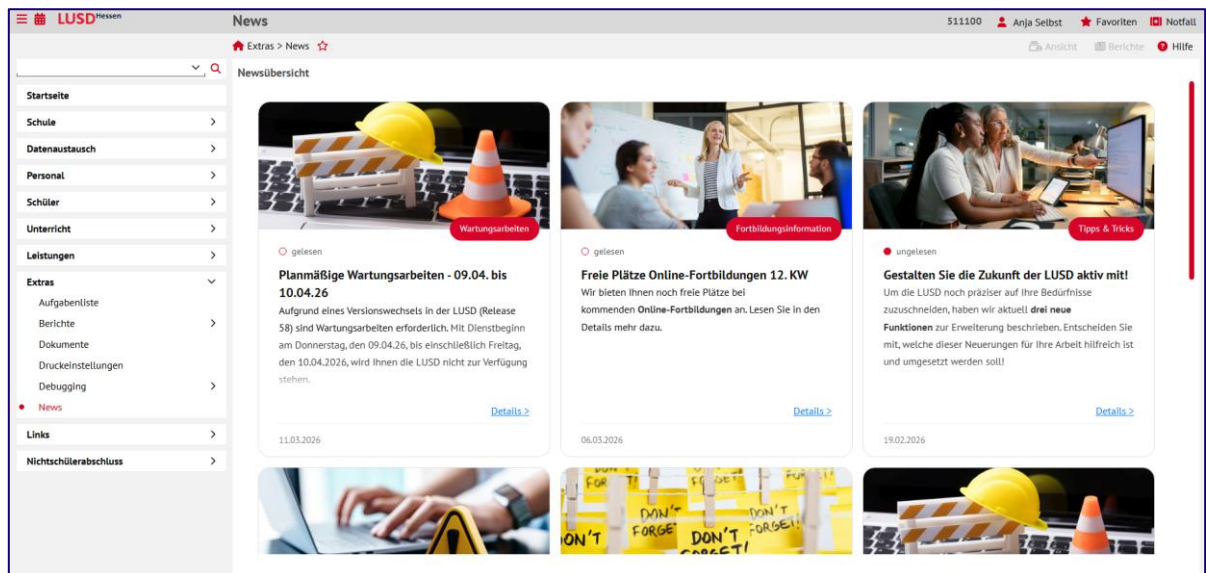 LUSD Hessen
News
511100 Anja Selbst Favoriten Notfall
Extras > News
Ansicht Berichte Hilfe
Newsübersicht
Startseite
Schule
Datenaustausch
Personal
Schüler
Unterricht
Leistungen
Extras
Aufgabenliste
Berichte
Dokumente
Druckeinstellungen
Debugging
News
Links
Nichtschülerabschluss
Wartungsarbeiten
gelesen
Planmäßige Wartungsarbeiten - 09.04. bis
10.04.26
Aufgrund eines Versionswechsels in der LUSD (Release
58) sind Wartungsarbeiten erforderlich. Mit Dienstbeginn
am Donnerstag, den 09.04.26, bis einschließlich Freitag,
den 10.04.2026, wird Ihnen die LUSD nicht zur Verfügung
stehen.
Details >
11.03.2026
Fortbildungsinformation
gelesen
Freie Plätze Online-Fortbildungen 12. KW
Wir bieten Ihnen noch freie Plätze bei
kommenden Online-Fortbildungen an. Lesen Sie in den
Details mehr dazu.
Details >
06.03.2026
Tipps & Tricks
ungelesen
Gestalten Sie die Zukunft der LUSD aktiv mit!
Um die LUSD noch präziser auf Ihre Bedürfnisse
zuzuschneiden, haben wir aktuell drei neue
Funktionen zur Erweiterung beschrieben. Entscheiden Sie
mit, welche dieser Neuerungen für Ihre Arbeit hilfreich ist
und umgesetzt werden soll!
Details >
19.02.2026
DON'T
FORGET!
DON'T
FORGET!
DON'T